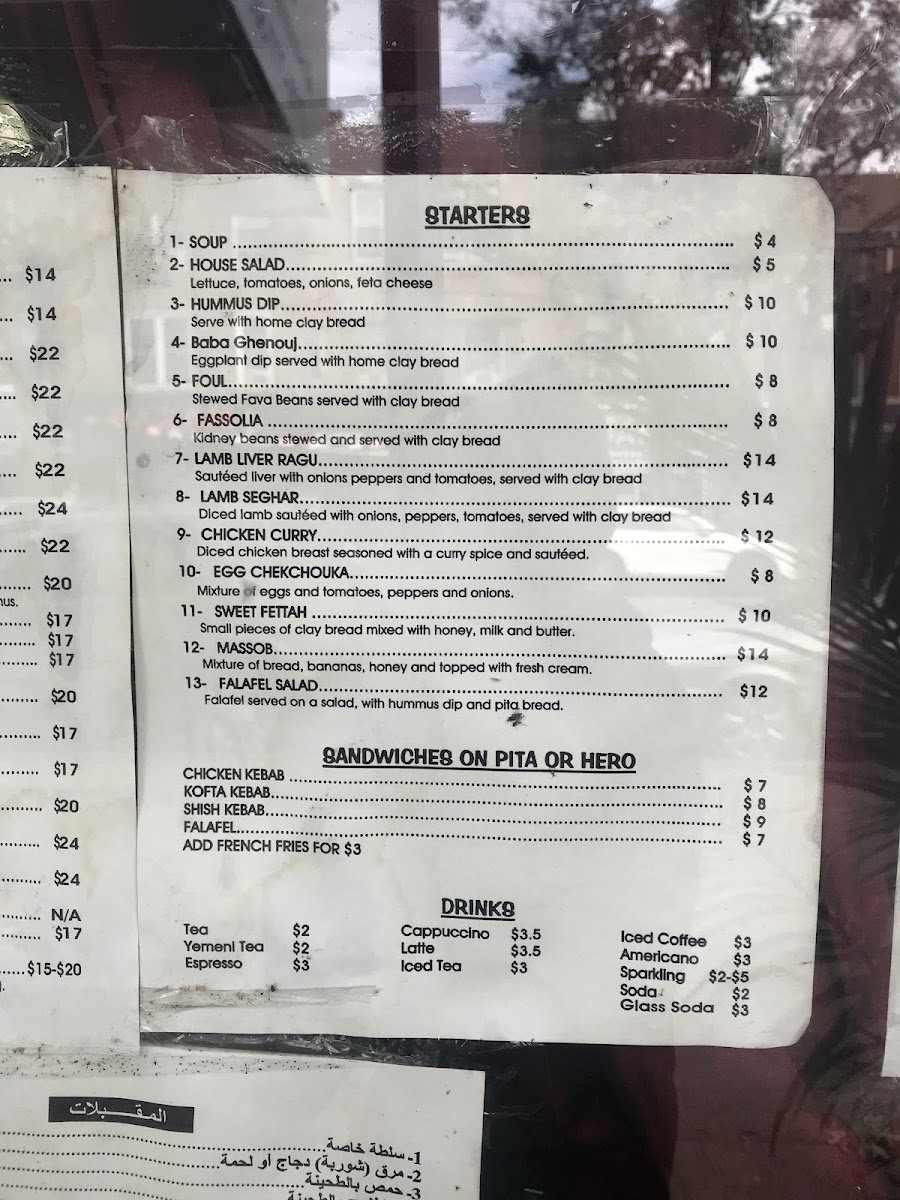 ... $14
... $14
... $22
.... $22
.... $22
.... $22
..... $24
...... $22
....... $20
nus.
........ $17
........ $17
......... $17
......... $20
......... $17
......... $17
.......... $20
.......... $24
.......... $24
.......... N/A
.......... $17
......$15-$20
STARTERS
1- SOUP ........ $ 4
2- HOUSE SALAD........ $ 5
Lettuce, tomatoes, onions, feta cheese
3- HUMMUS DIP........ $ 10
Serve with home clay bread
4- Baba Ghenouj........ $ 10
Eggplant dip served with home clay bread
5- FOUL........ $ 8
Stewed Fava Beans served with clay bread
6- FASSOLIA ........ $ 8
Kidney beans stewed and served with clay bread
7- LAMB LIVER RAGU........ $14
Sautéed liver with onions peppers and tomatoes, served with clay bread
8- LAMB SEGHAR........ $14
Diced lamb sautéed with onions, peppers, tomatoes, served with clay bread
9- CHICKEN CURRY........ $ 12
Diced chicken breast seasoned with a curry spice and sautéed.
10- EGG CHEKCHOUKA........ $ 8
Mixture of eggs and tomatoes, peppers and onions.
11- SWEET FETTAH ........ $ 10
Small pieces of clay bread mixed with honey, milk and butter.
12- MASSOB........ $14
Mixture of bread, bananas, honey and topped with fresh cream.
13- FALAFEL SALAD........ $12
Falafel served on a salad, with hummus dip and pita bread.
SANDWICHES ON PITA OR HERO
CHICKEN KEBAB ........ $ 7
KOFTA KEBAB........ $ 8
SHISH KEBAB........ $ 9
FALAFEL........ $ 7
ADD FRENCH FRIES FOR $3
DRINKS
Tea $2
Yemeni Tea $2
Espresso $3
Cappuccino $3.5
Latte $3.5
Iced Tea $3
Iced Coffee $3
Americano $3
Sparkling $2-$5
Soda $2
Glass Soda $3
المقبلات
1- سلطة خاصة
2- مرق (شوربة) دجاج أو لحمة
3- حمص بالطحينة